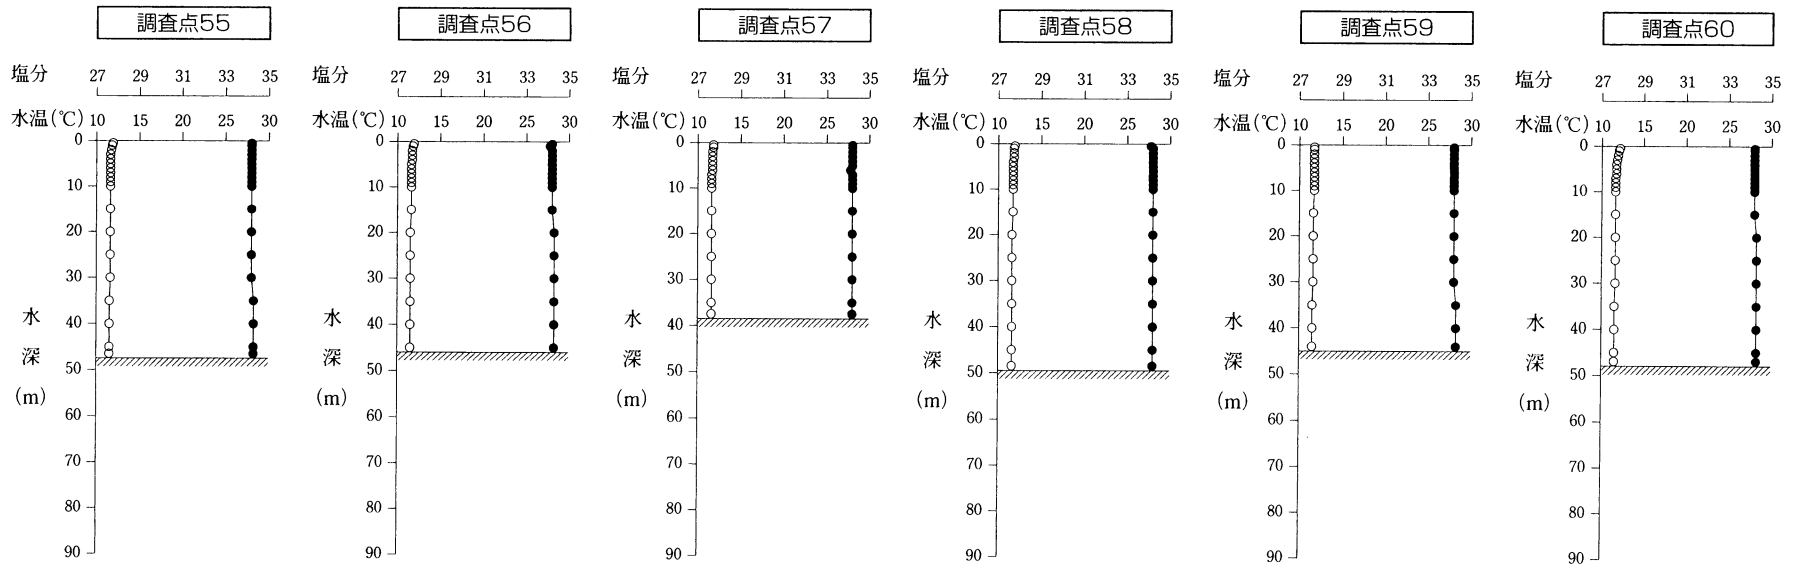 調査点55 調査点56 調査点57 調査点58 調査点59 調査点60
塩分 27 29 31 33 35 塩分 27 29 31 33 35 塩分 27 29 31 33 35 塩分 27 29 31 33 35 塩分 27 29 31 33 35 塩分 27 29 31 33 35
水温(℃) 水温(℃) 水温(℃) 水温(℃) 水温(℃) 水温(℃)
10 15 20 25 30 10 15 20 25 30 10 15 20 25 30 10 15 20 25 30 10 15 20 25 30 10 15 20 25 30
0 0 0 0 0 0
10 10 10 10 10 10
20 20 20 20 20 20
30 30 30 30 30 30
水 水 水 水 水 水
40 40 40 40 40 40
深 深 深 深 深 深
50 50 50 50 50 50
(m) (m) (m) (m) (m) (m)
60 60 60 60 60 60
70 70 70 70 70 70
80 80 80 80 80 80
90 90 90 90 90 90